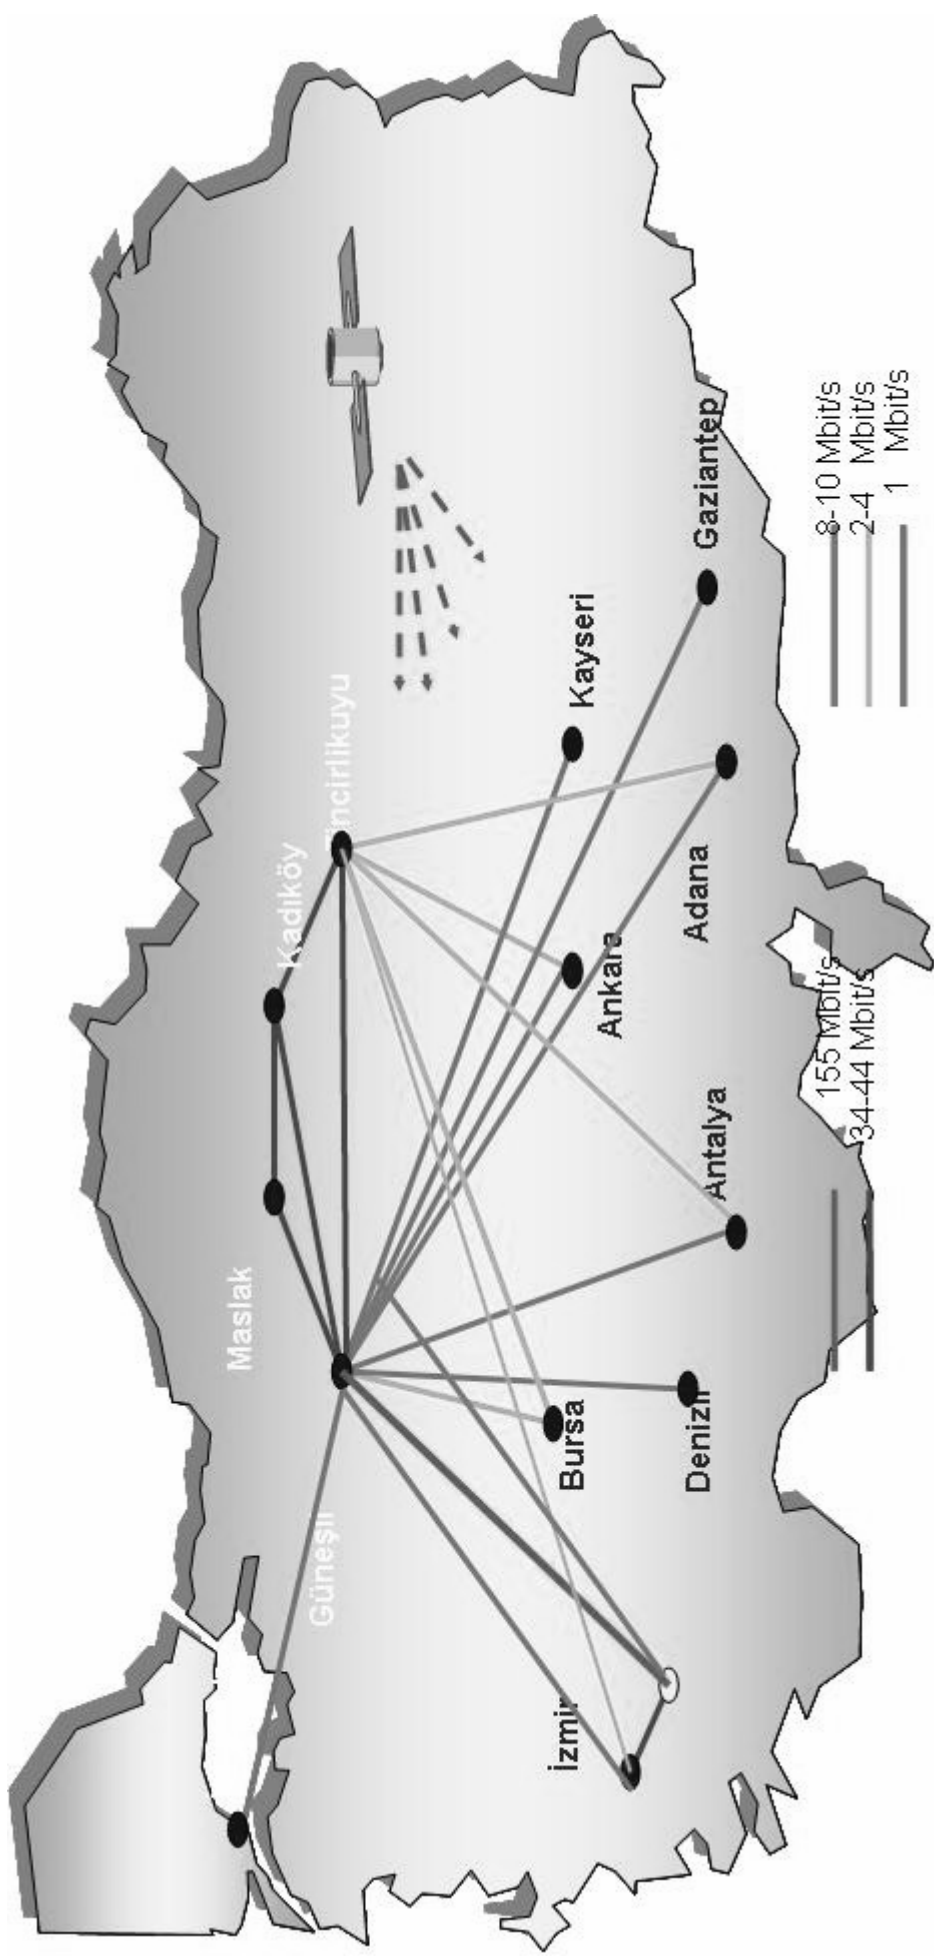 Maslak
Kadıköy
Güneşli
Zincirlikuyu
İzmir
Bursa
Ankara
Kayseri
Denizli
Antalya
Adana
Gaziantep
155 Mbit/s
34-44 Mbit/s
8-10 Mbit/s
2-4 Mbit/s
1 Mbit/s